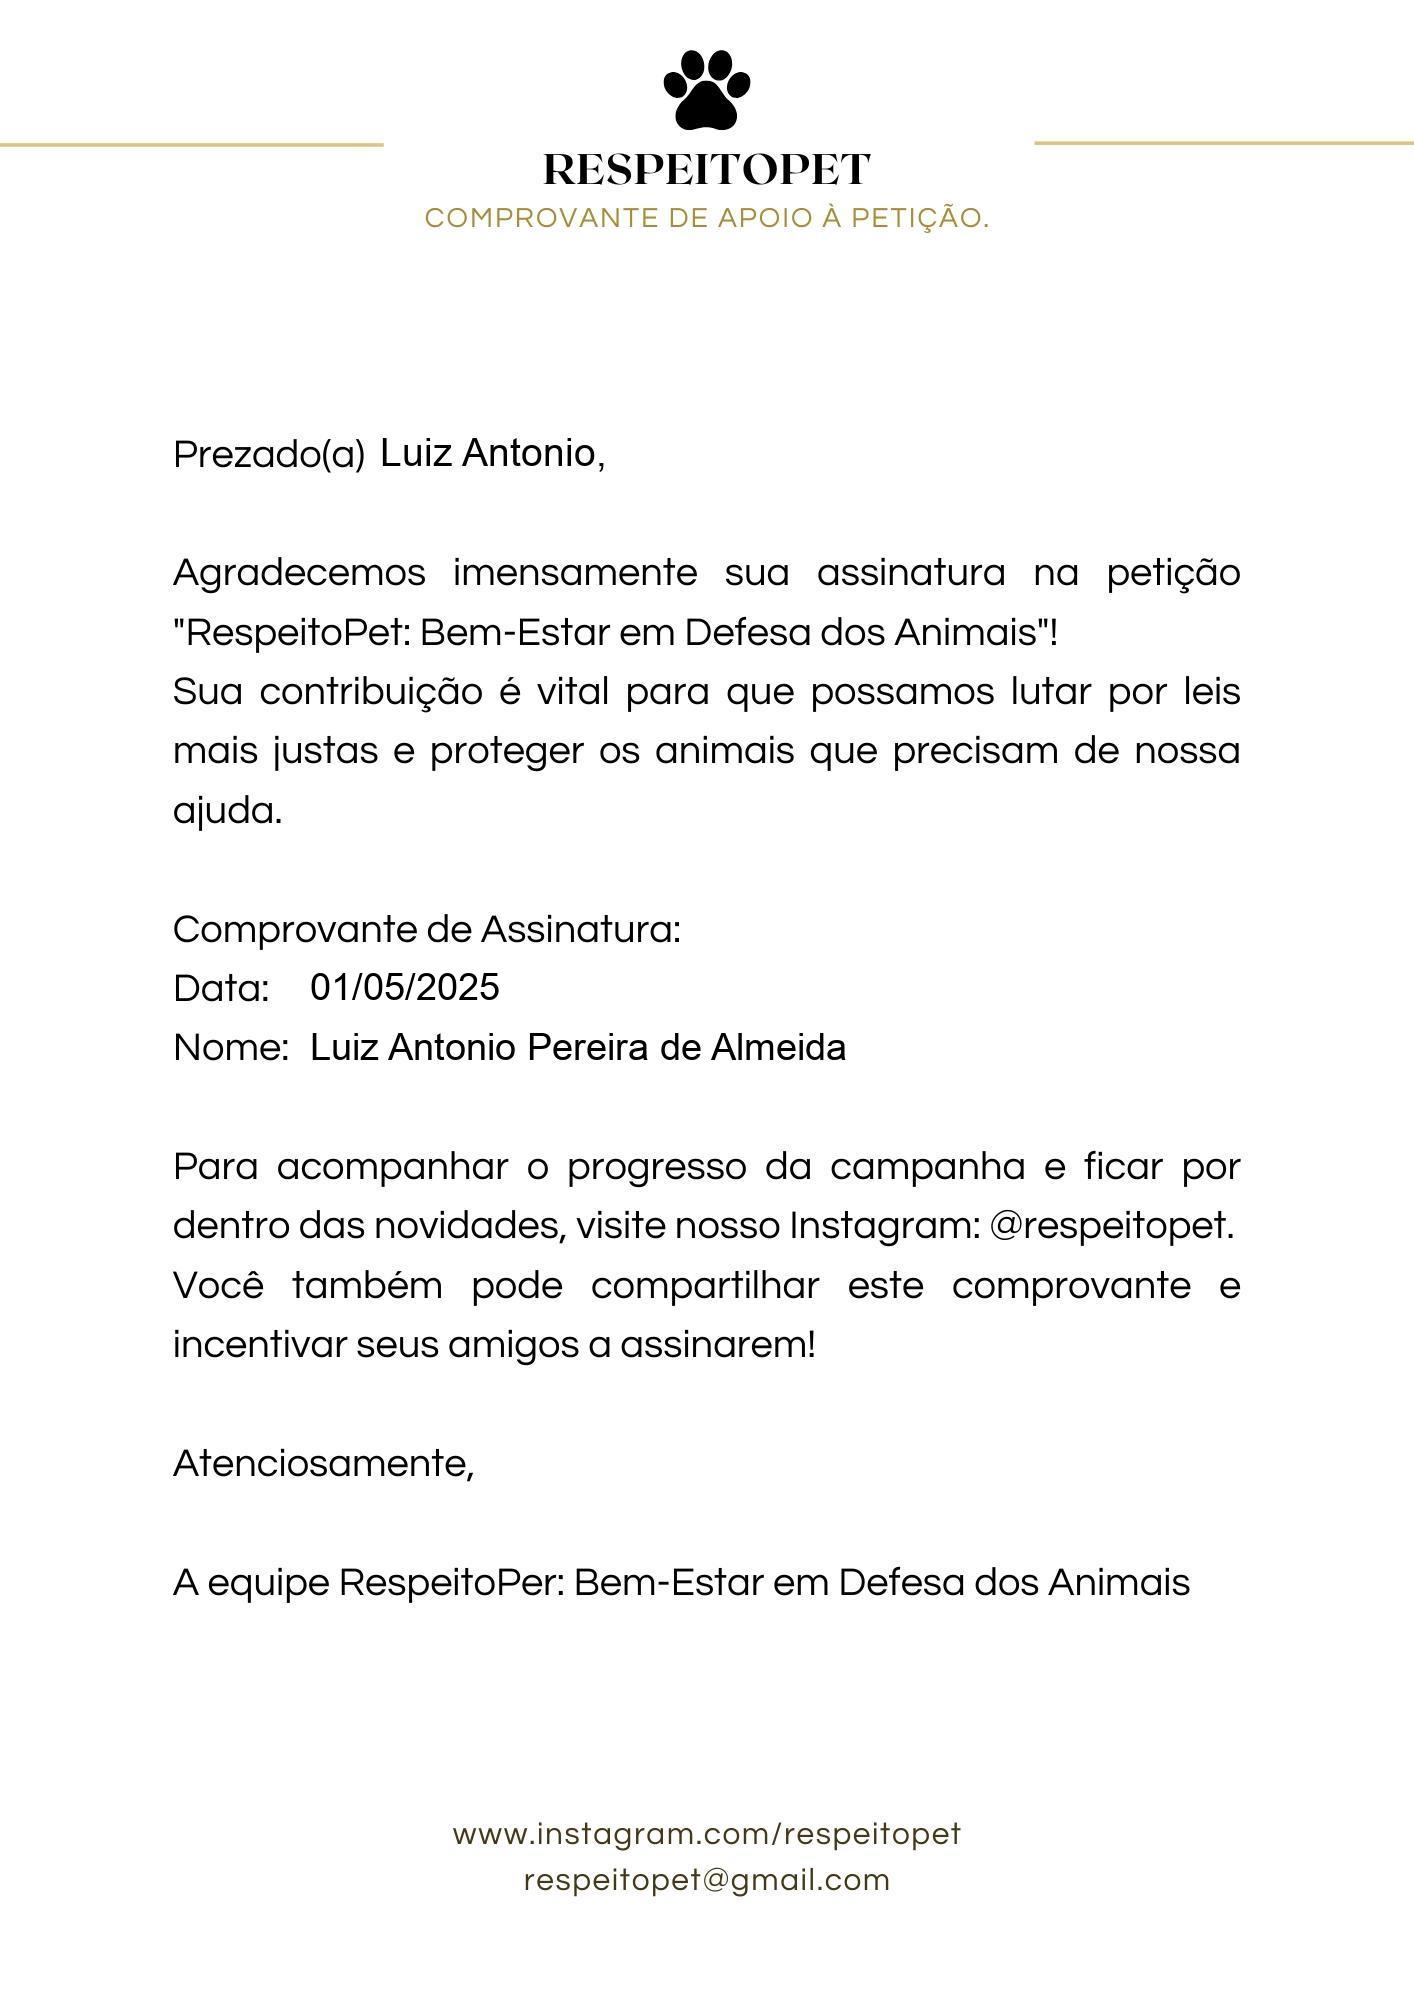 RESPEITOPET
COMPROVANTE DE APOIO À PETIÇÃO.
Prezado(a) Luiz Antonio,
Agradecemos imensamente sua assinatura na petição
"RespeitoPet: Bem-Estar em Defesa dos Animais"!
Sua contribuição é vital para que possamos lutar por leis
mais justas e proteger os animais que precisam de nossa
ajuda.
Comprovante de Assinatura:
Data: 01/05/2025
Nome: Luiz Antonio Pereira de Almeida
Para acompanhar o progresso da campanha e ficar por
dentro das novidades, visite nosso Instagram: @respeitopet.
Você também pode compartilhar este comprovante e
incentivar seus amigos a assinarem!
Atenciosamente,
A equipe RespeitoPer: Bem-Estar em Defesa dos Animais
www.instagram.com/respeitopet
respeitopet@gmail.com